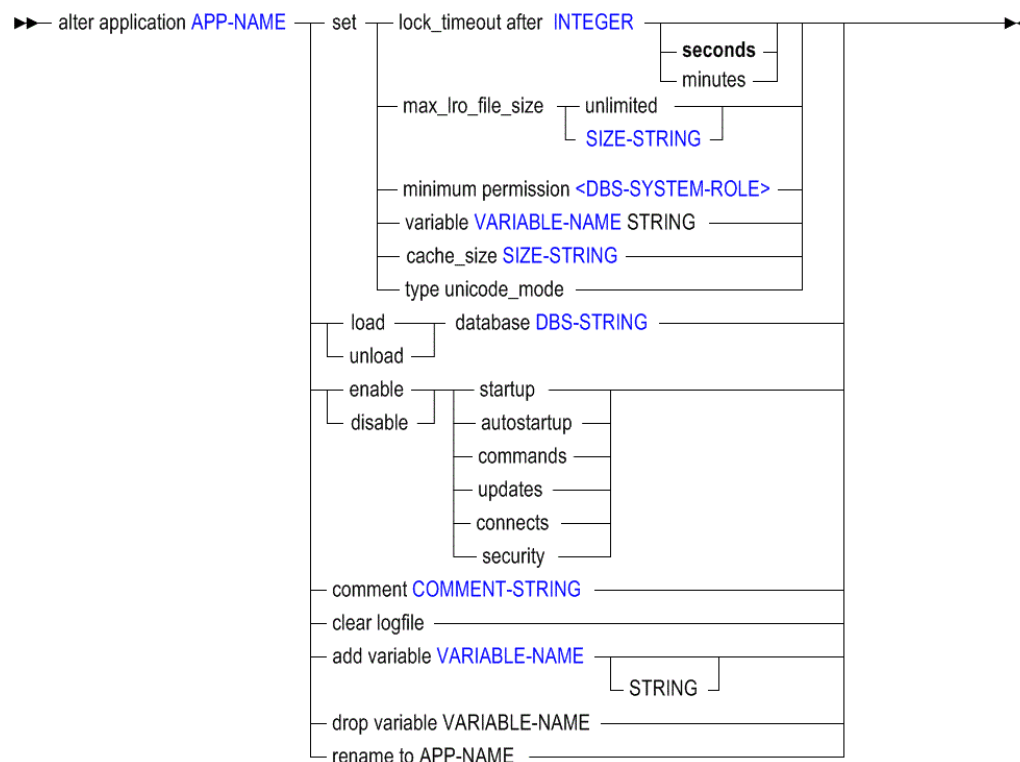 alter application APP-NAME set lock_timeout after INTEGER
seconds
minutes
max_lro_file_size unlimited
SIZE-STRING
minimum permission <DBS-SYSTEM-ROLE>
variable VARIABLE-NAME STRING
cache_size SIZE-STRING
type unicode_mode
load database DBS-STRING
unload
enable startup
disable autostartup
commands
updates
connects
security
comment COMMENT-STRING
clear logfile
add variable VARIABLE-NAME
STRING
drop variable VARIABLE-NAME
rename to APP-NAME